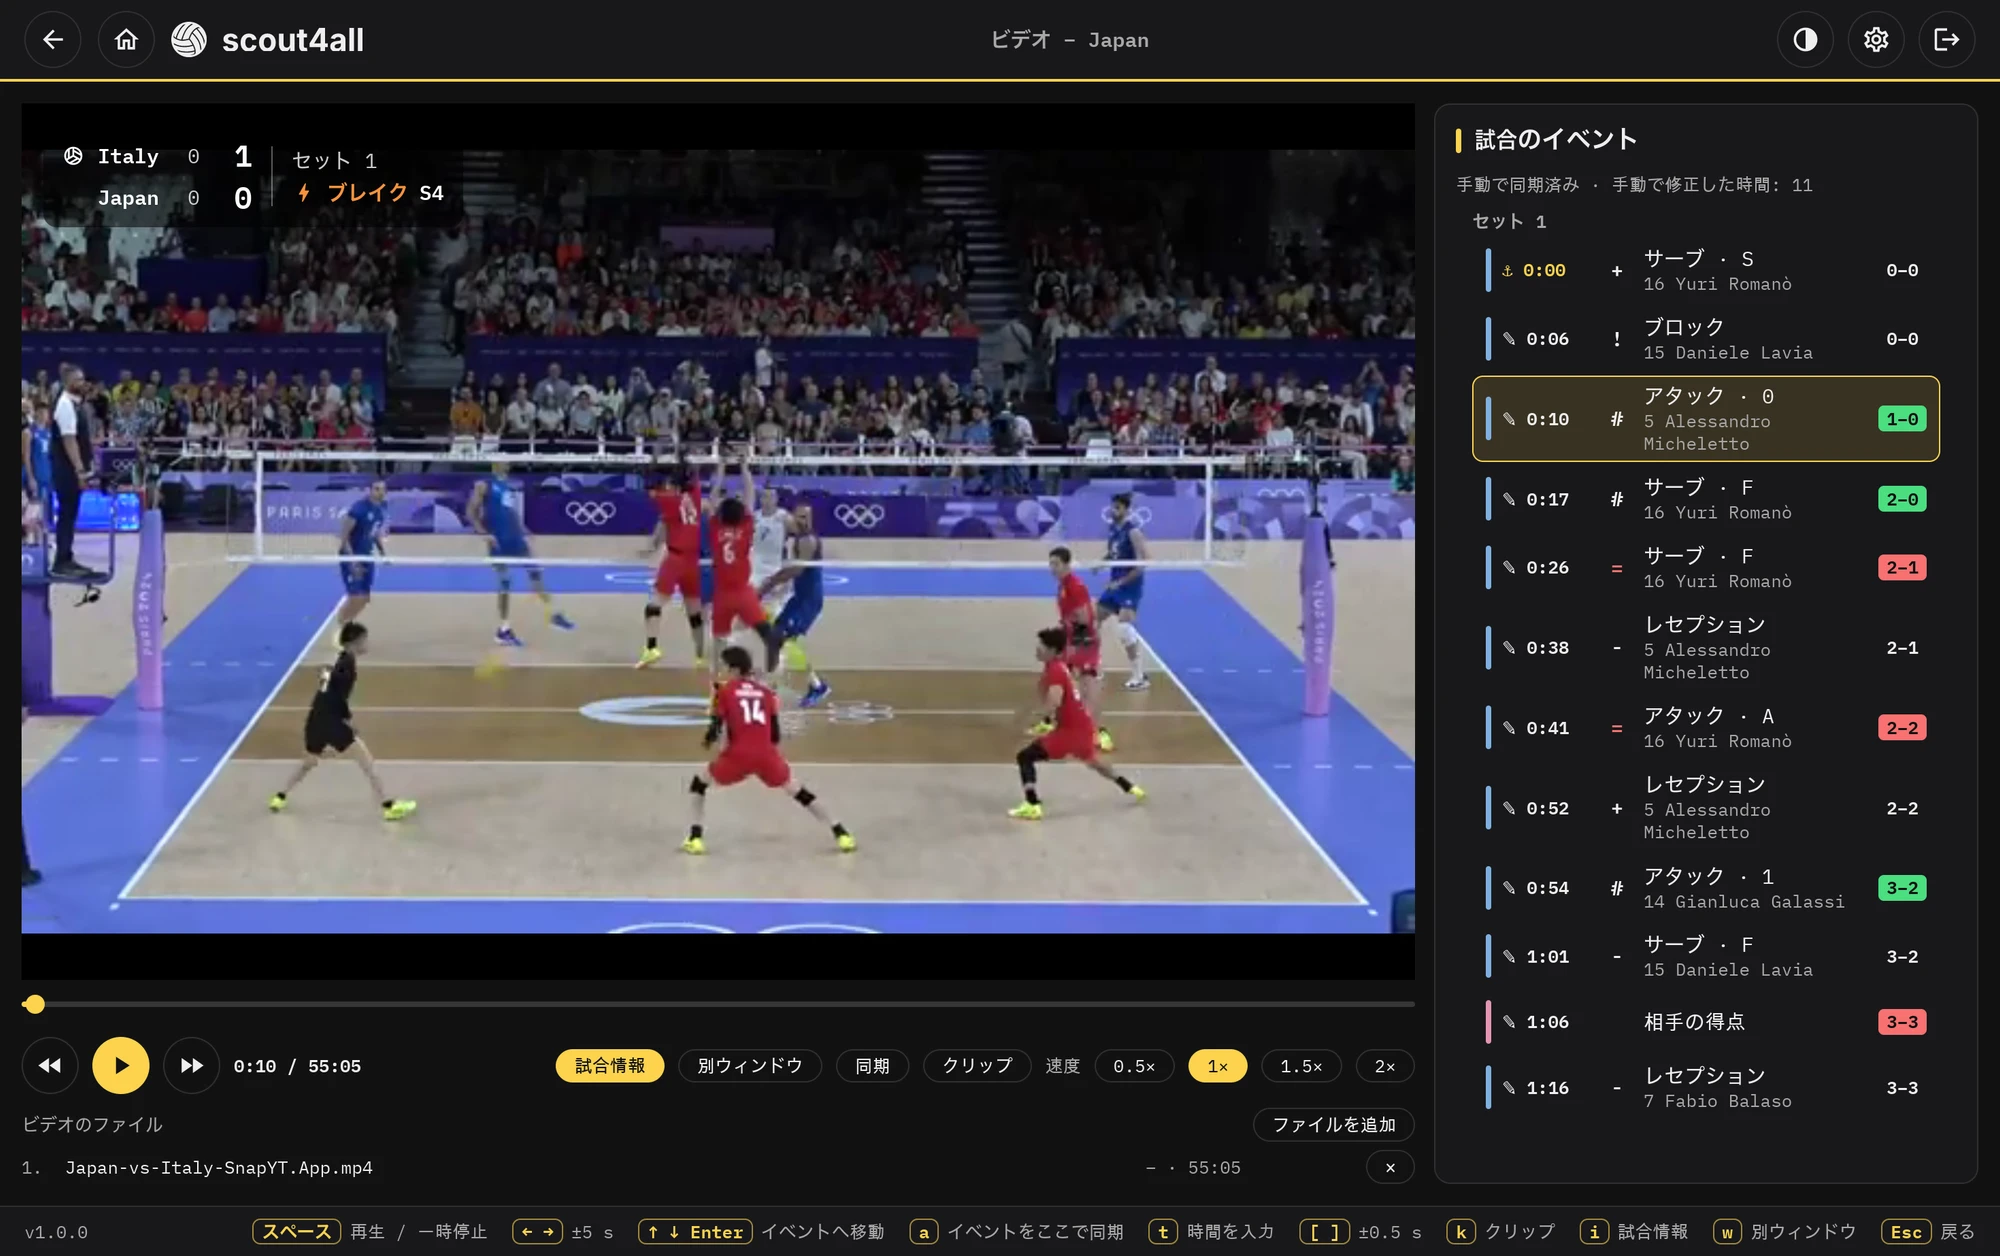 scout4all
ビデオ – Japan
Italy 0 1
Japan 0 0
セット 1
ブレイク S4
PARIS 2024
PARIS 2024
12
6
14
試合のイベント
手動で同期済み · 手動で修正した時間: 11
セット 1
0:00 + サーブ · S 0–0
16 Yuri Romanò
0:06 ! ブロック 0–0
15 Daniele Lavia
0:10 # アタック · 0 1–0
5 Alessandro
Micheletto
0:17 # サーブ · F 2–0
16 Yuri Romanò
0:26 = サーブ · F 2–1
16 Yuri Romanò
0:38 - レセプション 2–1
5 Alessandro
Micheletto
0:41 = アタック · A 2–2
16 Yuri Romanò
0:52 + レセプション 2–2
5 Alessandro
Micheletto
0:54 # アタック · 1 3–2
14 Gianluca Galassi
1:01 - サーブ · F 3–2
15 Daniele Lavia
1:06 相手の得点 3–3
1:16 - レセプション 3–3
7 Fabio Balaso
0:10 / 55:05
試合情報 別ウィンドウ 同期 クリップ 速度 0.5× 1× 1.5× 2×
ビデオのファイル ファイルを追加
1. Japan-vs-Italy-SnapYT.App.mp4 – · 55:05 ×
v1.0.0 スペース 再生 / 一時停止 ← → ±5 s ↑ ↓ Enter イベントへ移動 a イベントをここで同期 t 時間を入力 [ ] ±0.5 s k クリップ i 試合情報 w 別ウィンドウ Esc 戻る